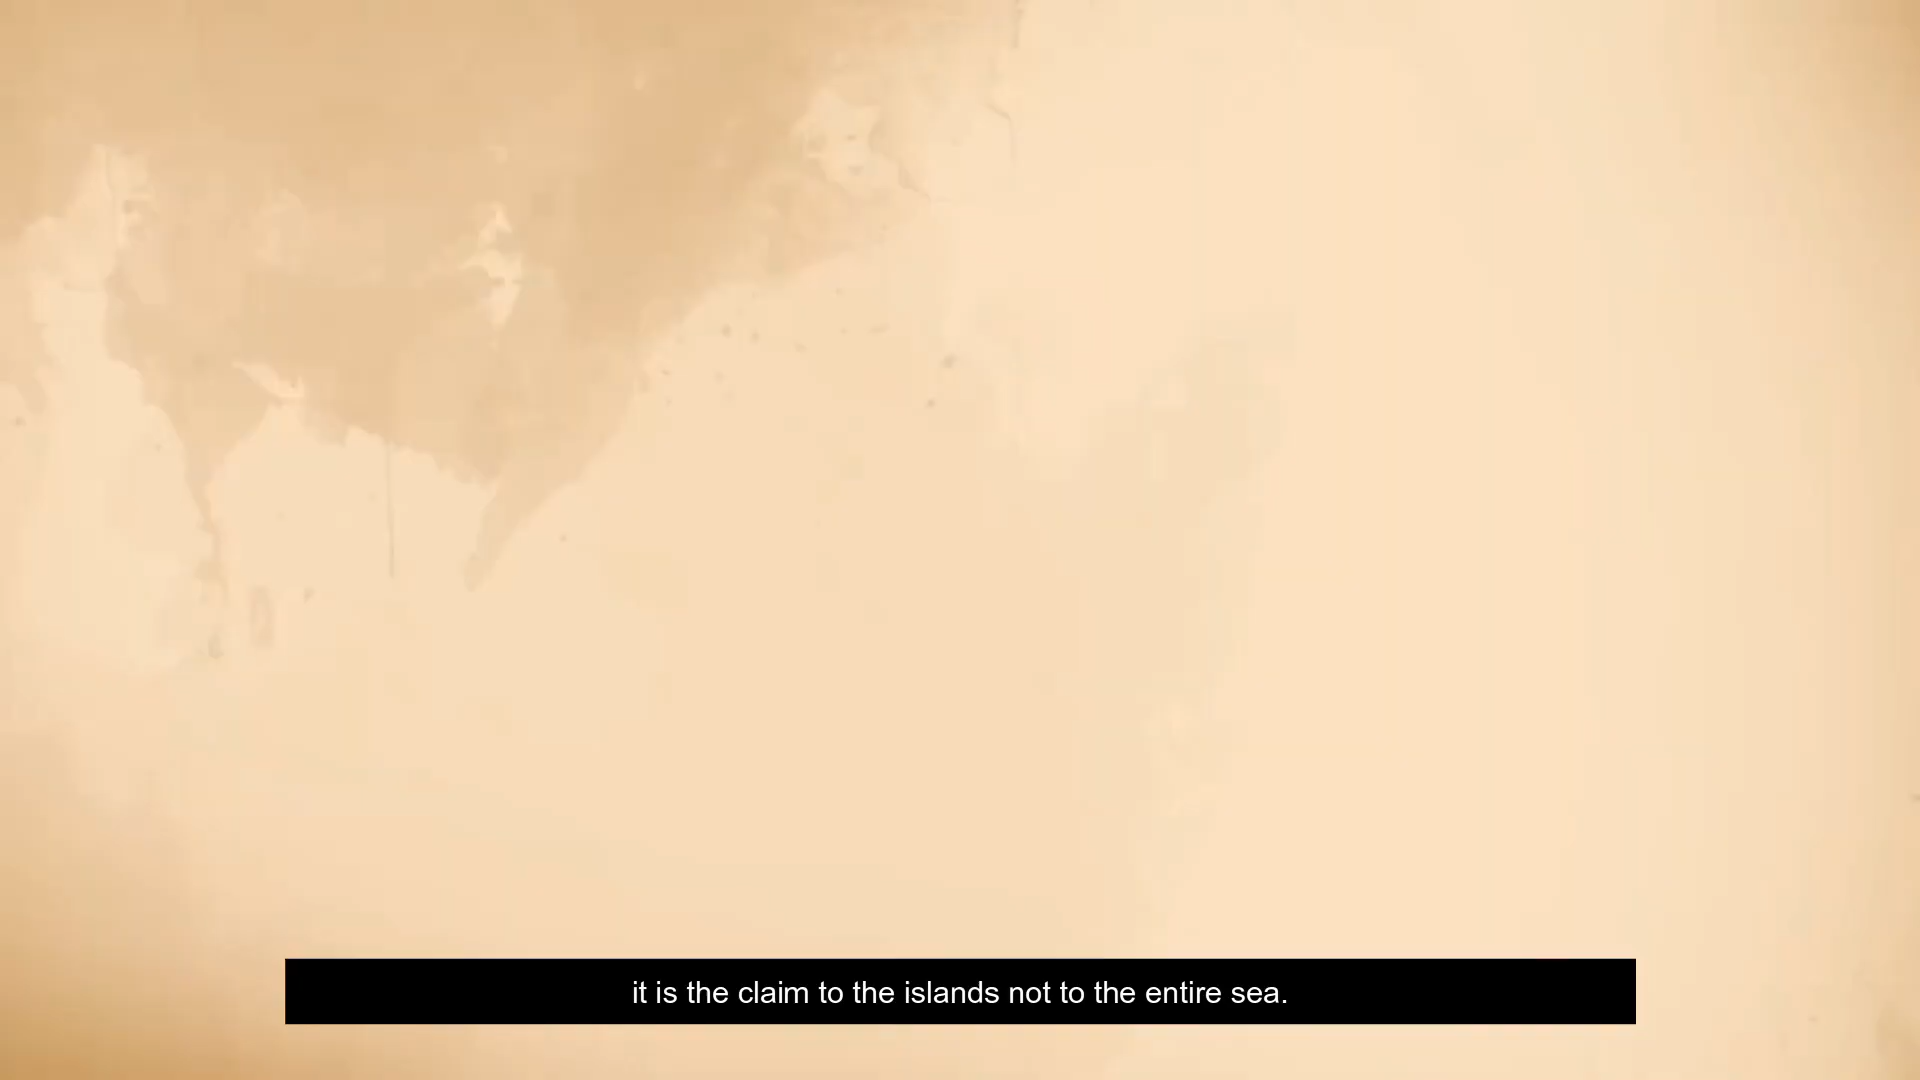 it is the claim to the islands not to the entire sea.